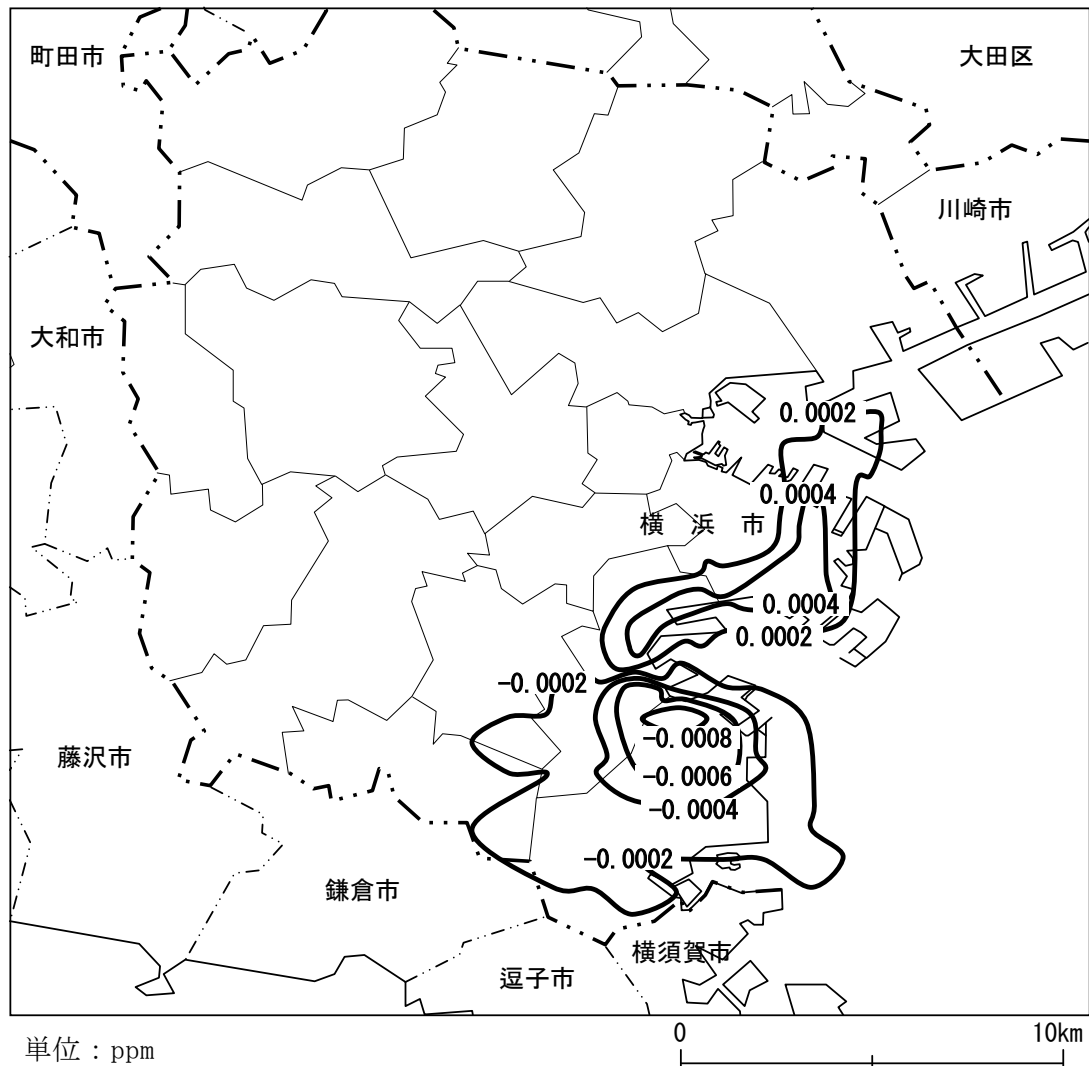 町田市
大田区
川崎市
大和市
0.0002
0.0004
横 浜 市
0.0004
0.0002
-0.0002
-0.0008
藤沢市
-0.0006
-0.0004
-0.0002
鎌倉市
横須賀市
逗子市
単位：ppm
0
10km